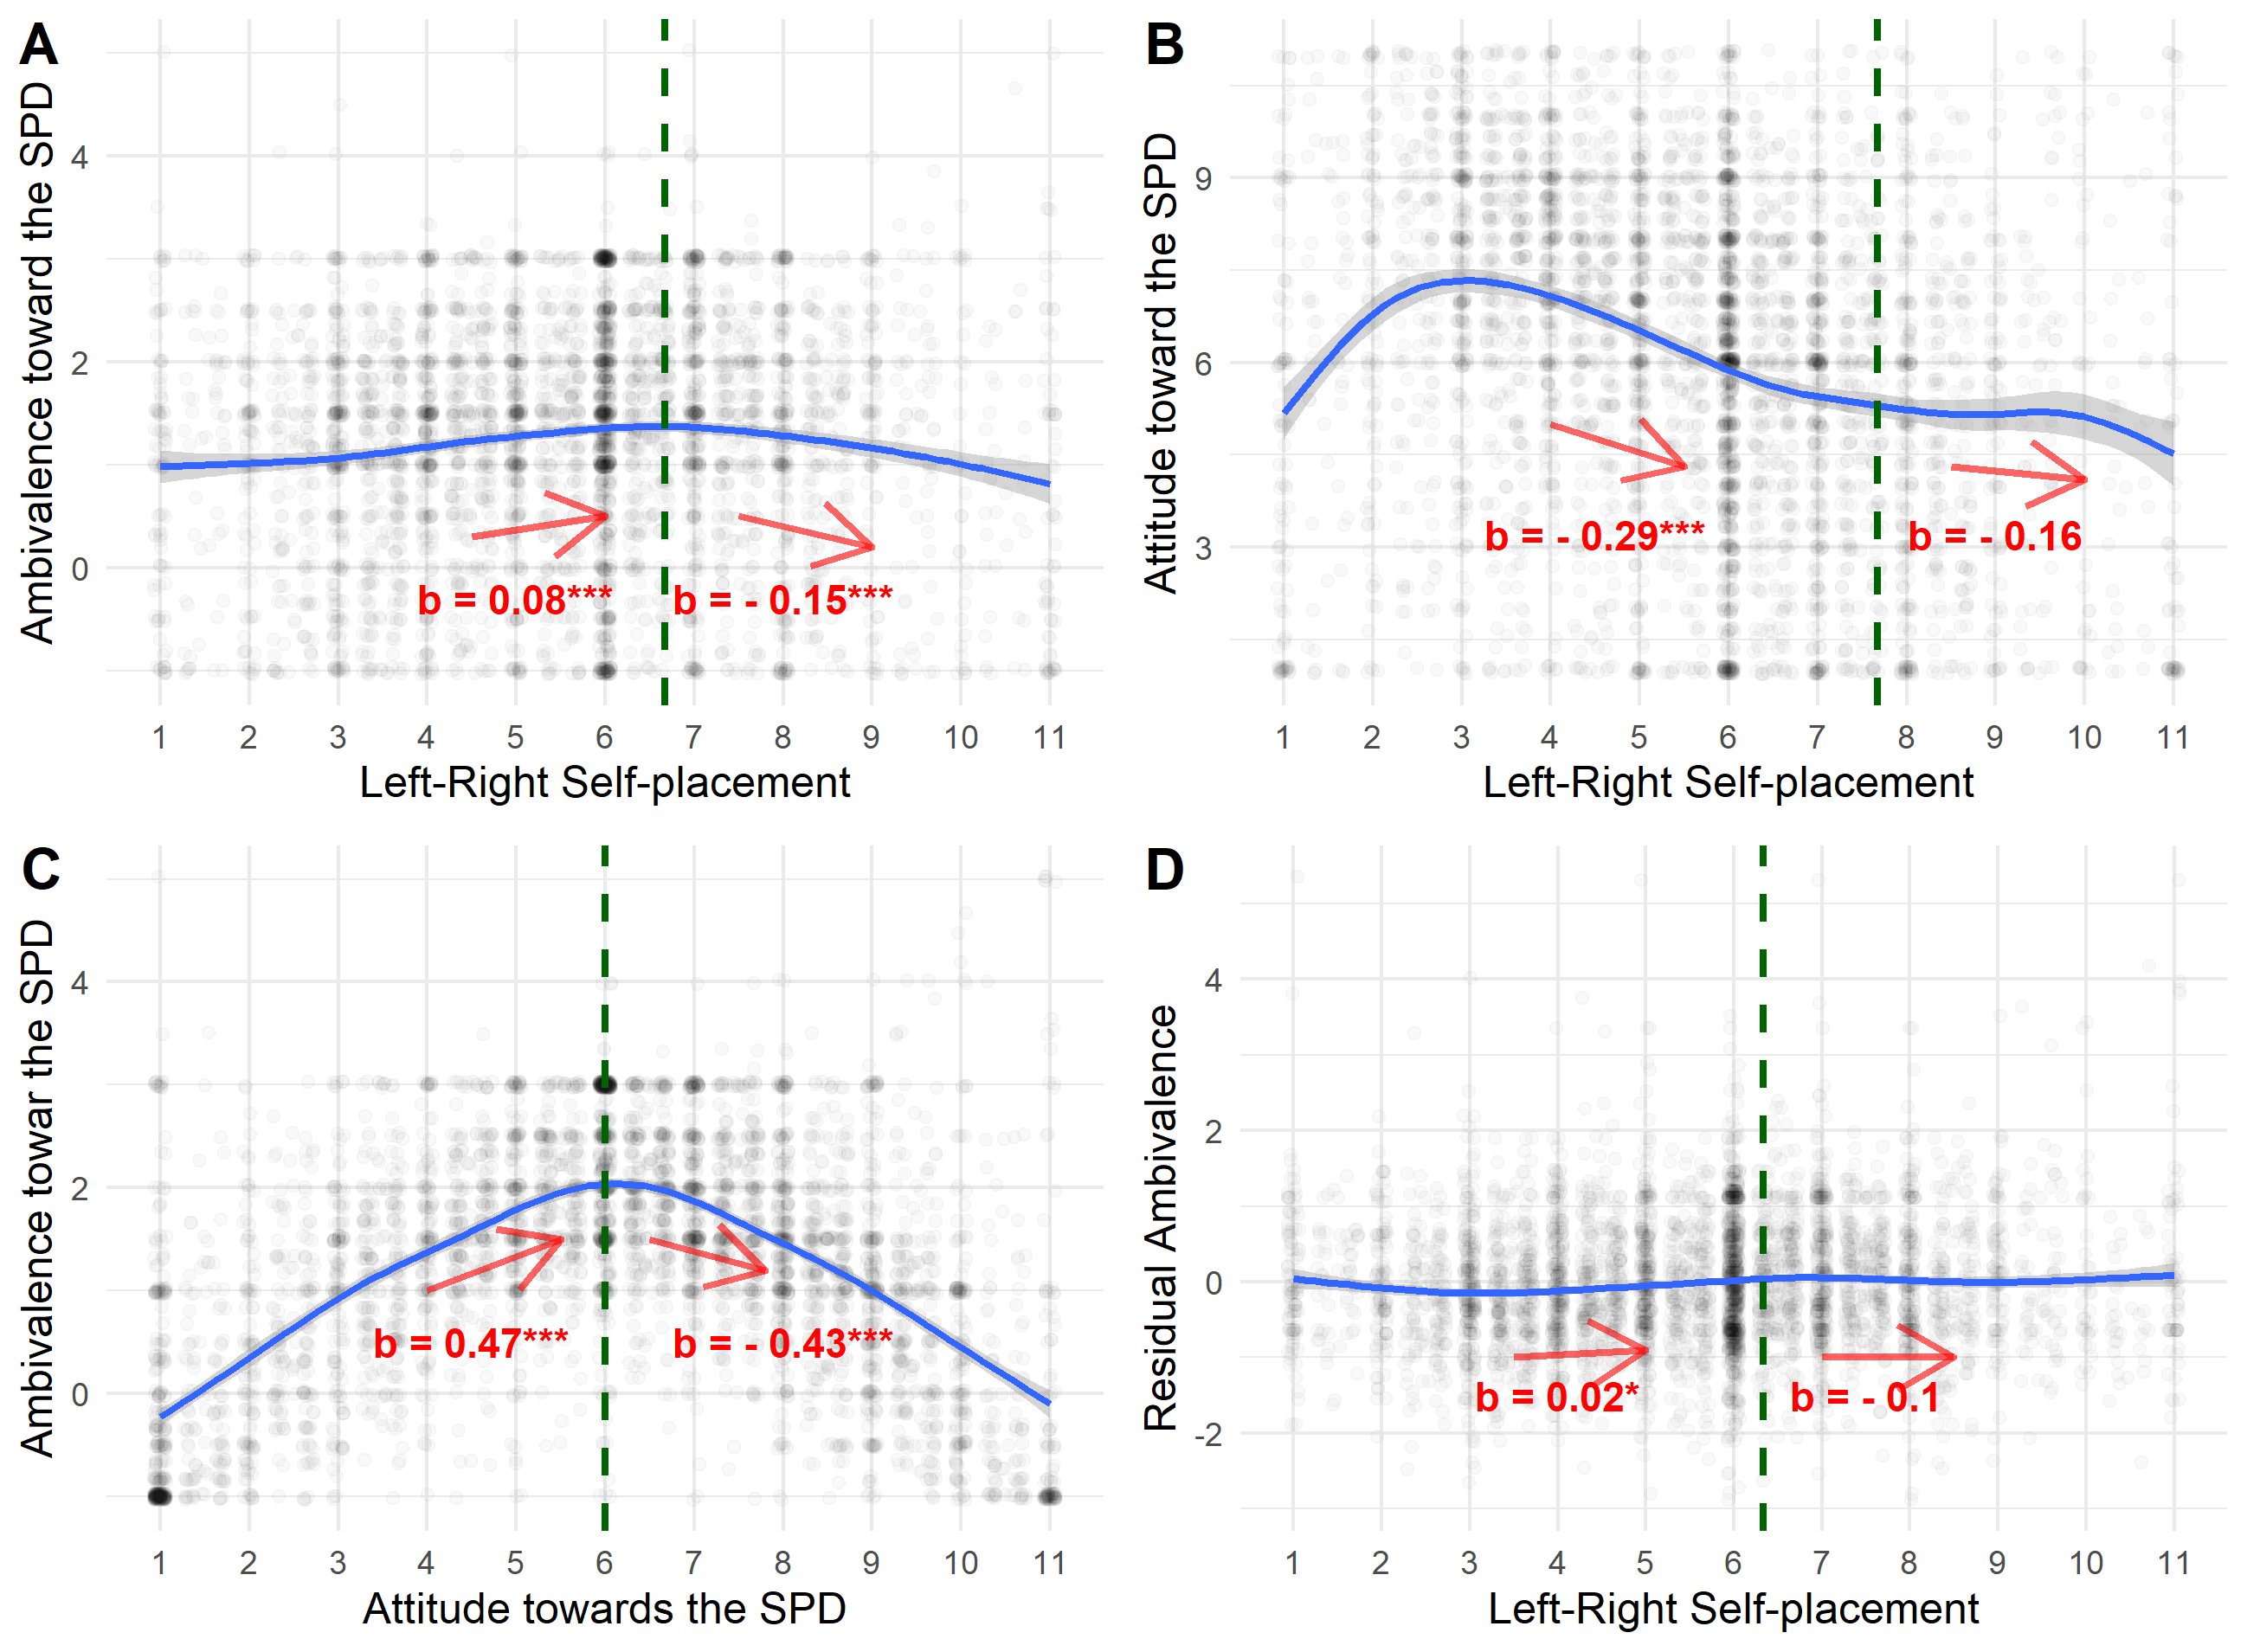 A
Ambivalence toward the SPD
4
2
0
b = 0.08***
b = - 0.15***
1 2 3 4 5 6 7 8 9 10 11
Left-Right Self-placement
B
Attitude toward the SPD
9
6
3
b = - 0.29***
b = - 0.16
1 2 3 4 5 6 7 8 9 10 11
Left-Right Self-placement
C
Ambivalence towar the SPD
4
2
0
b = 0.47***
b = - 0.43***
1 2 3 4 5 6 7 8 9 10 11
Attitude towards the SPD
D
Residual Ambivalence
4
2
0
-2
b = 0.02*
b = - 0.1
1 2 3 4 5 6 7 8 9 10 11
Left-Right Self-placement